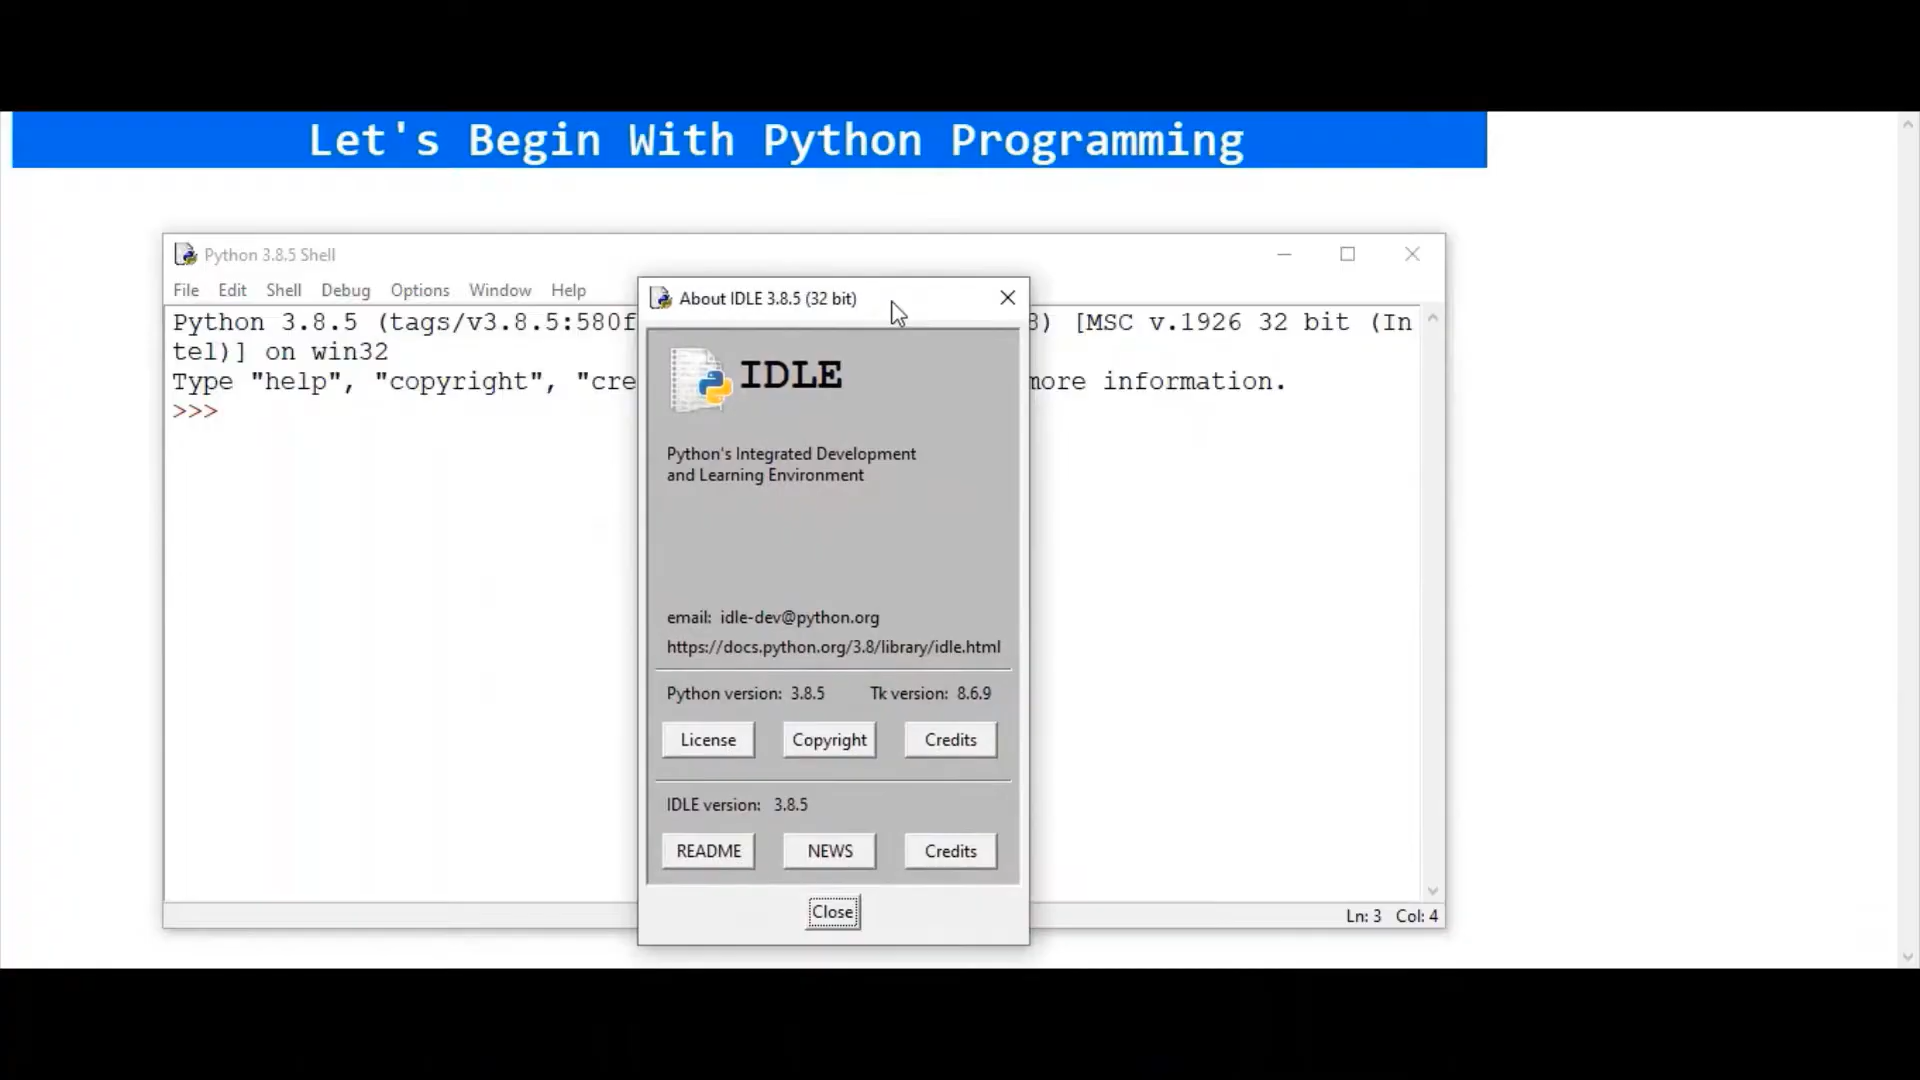 Let's Begin With Python Programming
Python 3.8.5 Shell
File Edit Shell Debug Options Window Help
Python 3.8.5 (tags/v3.8.5:580f 8) [MSC v.1926 32 bit (In
tel)] on win32
Type "help", "copyright", "cre more information.
>>>
About IDLE 3.8.5 (32 bit)
IDLE
Python's Integrated Development
and Learning Environment
email: idle-dev@python.org
https://docs.python.org/3.8/library/idle.html
Python version: 3.8.5 Tk version: 8.6.9
License Copyright Credits
IDLE version: 3.8.5
README NEWS Credits
Close
Ln: 3 Col: 4